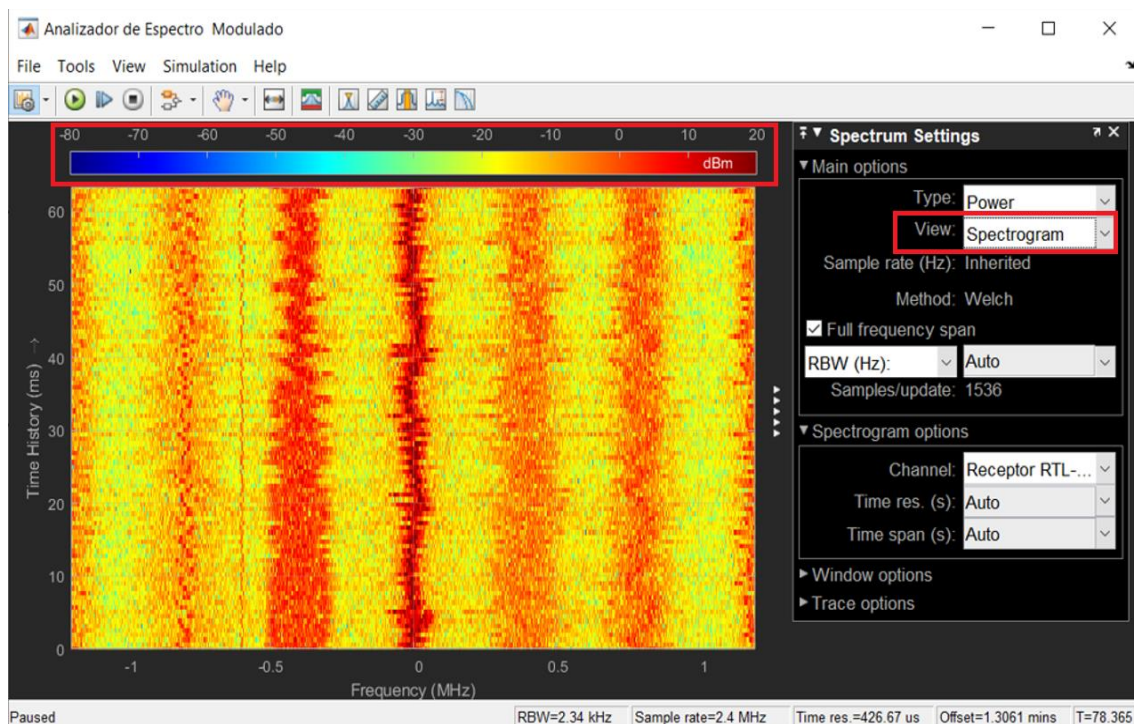 Analizador de Espectro Modulado
File Tools View Simulation Help
-80 -70 -60 -50 -40 -30 -20 -10 0 10 20
dBm
Spectrum Settings
Main options
Type: Power
View: Spectrogram
Sample rate (Hz): Inherited
Method: Welch
Full frequency span
RBW (Hz): Auto
Samples/update: 1536
Spectrogram options
Channel: Receptor RTL-...
Time res. (s): Auto
Time span (s): Auto
Window options
Trace options
60
50
40
30
20
10
0
Time History (ms) →
-1 -0.5 0 0.5 1
Frequency (MHz)
Paused RBW=2.34 kHz Sample rate=2.4 MHz Time res.=426.67 us Offset=1.3061 mins T=78.365